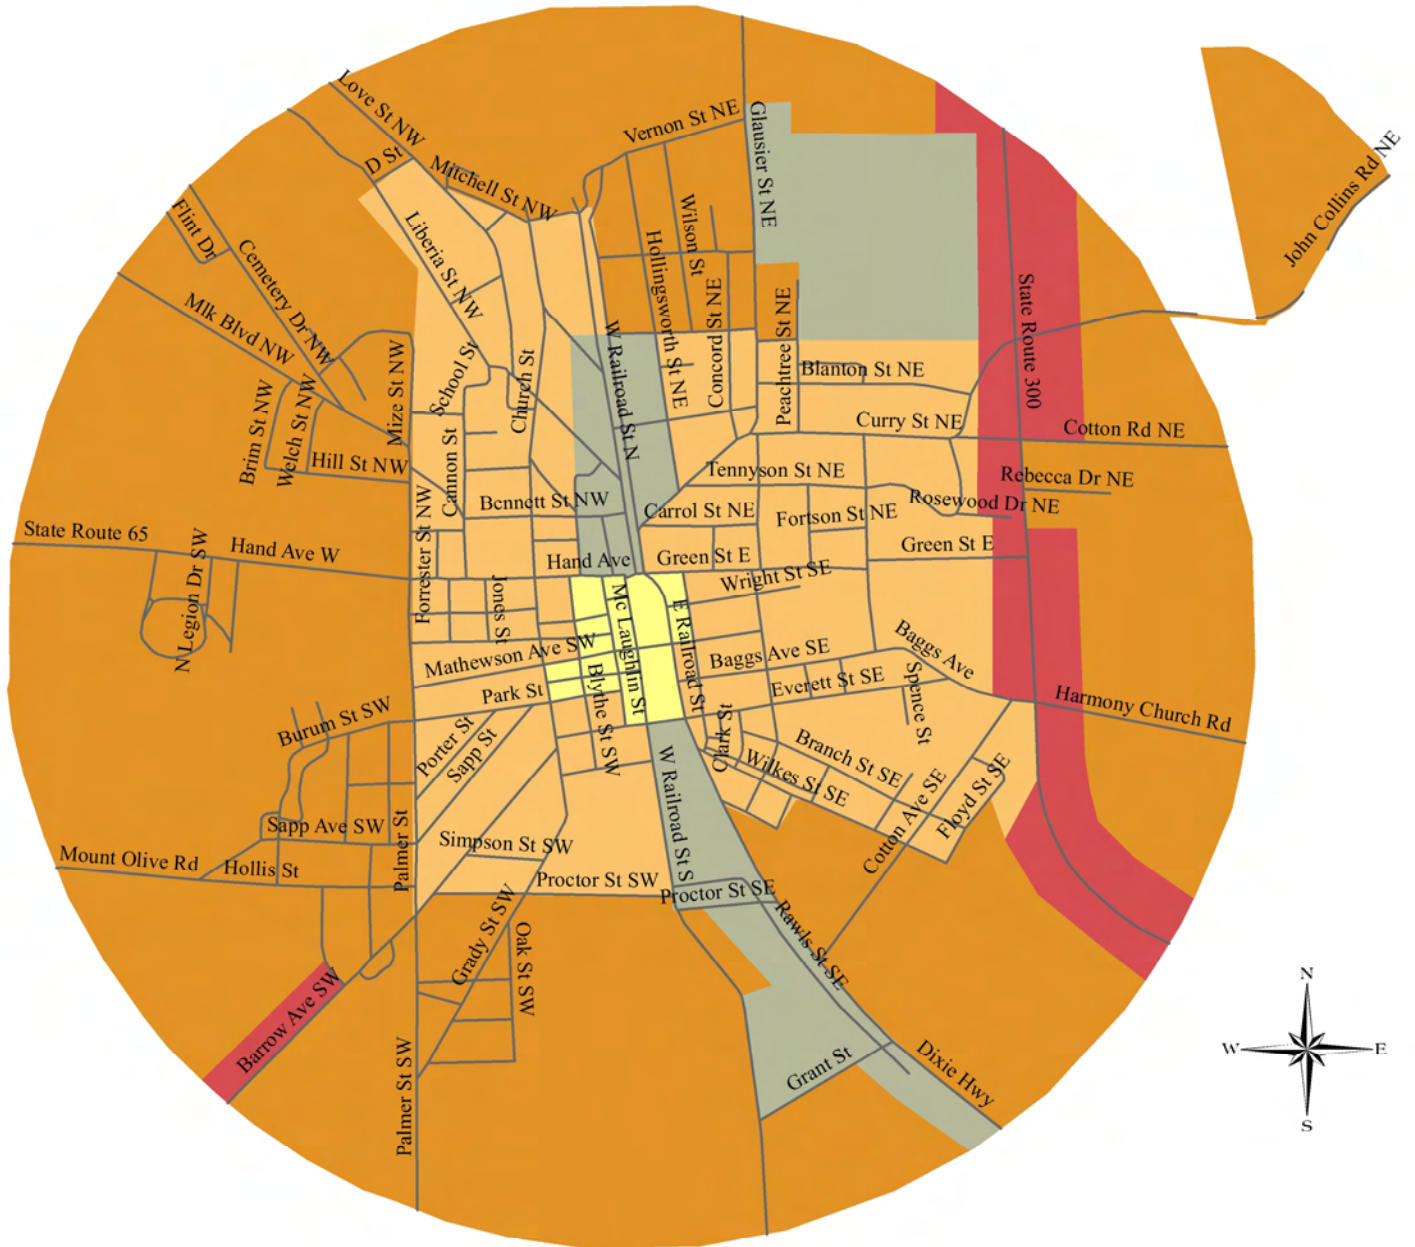 Love St NW
D St
Mitchell St NW
Vernon St NE
Glausier St NE
John Collins Rd NE
Flint Dr
Cemetery Dr NW
Mlk Blvd NW
Liberia St NW
Wilson St
Hollingsworth St NE
Concord St NE
Peachtree St NE
State Route 300
W Railroad St N
School St
Church St
Mize St NW
Brim St NW
Welch St NW
Hill St NW
Cannon St
Blanton St NE
Curry St NE
Cotton Rd NE
Tennyson St NE
Rebecca Dr NE
Rosewood Dr NE
Bennett St NW
Carrol St NE
Fortson St NE
State Route 65
Hand Ave W
Forrester St NW
Hand Ave
Green St E
Green St E
N Legion Dr SW
Jones St
Mc Laughlin St
E Railroad St
Wright St SE
Mathewson Ave SW
Baggs Ave SE
Baggs Ave
Park St
Blythe St SW
Everett St SE
Spence St
Harmony Church Rd
Burum St SW
Porter St
Sapp St
Clark St
Branch St SE
Wilkes St SE
W Railroad St S
Cotton Ave SE
Floyd St SE
Sapp Ave SW
Palmer St
Simpson St SW
Mount Olive Rd
Hollis St
Proctor St SW
Proctor St SE
Grady St SW
Oak St SW
Rawls St SE
Barrow Ave SW
Palmer St SW
Grant St
Dixie Hwy
N
W
E
S